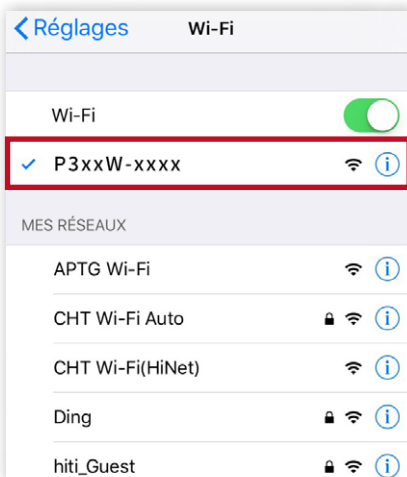 Réglages Wi-Fi
Wi-Fi
P3xxW-xxxx
MES RÉSEAUX
APTG Wi-Fi
CHT Wi-Fi Auto
CHT Wi-Fi(HiNet)
Ding
hiti_Guest